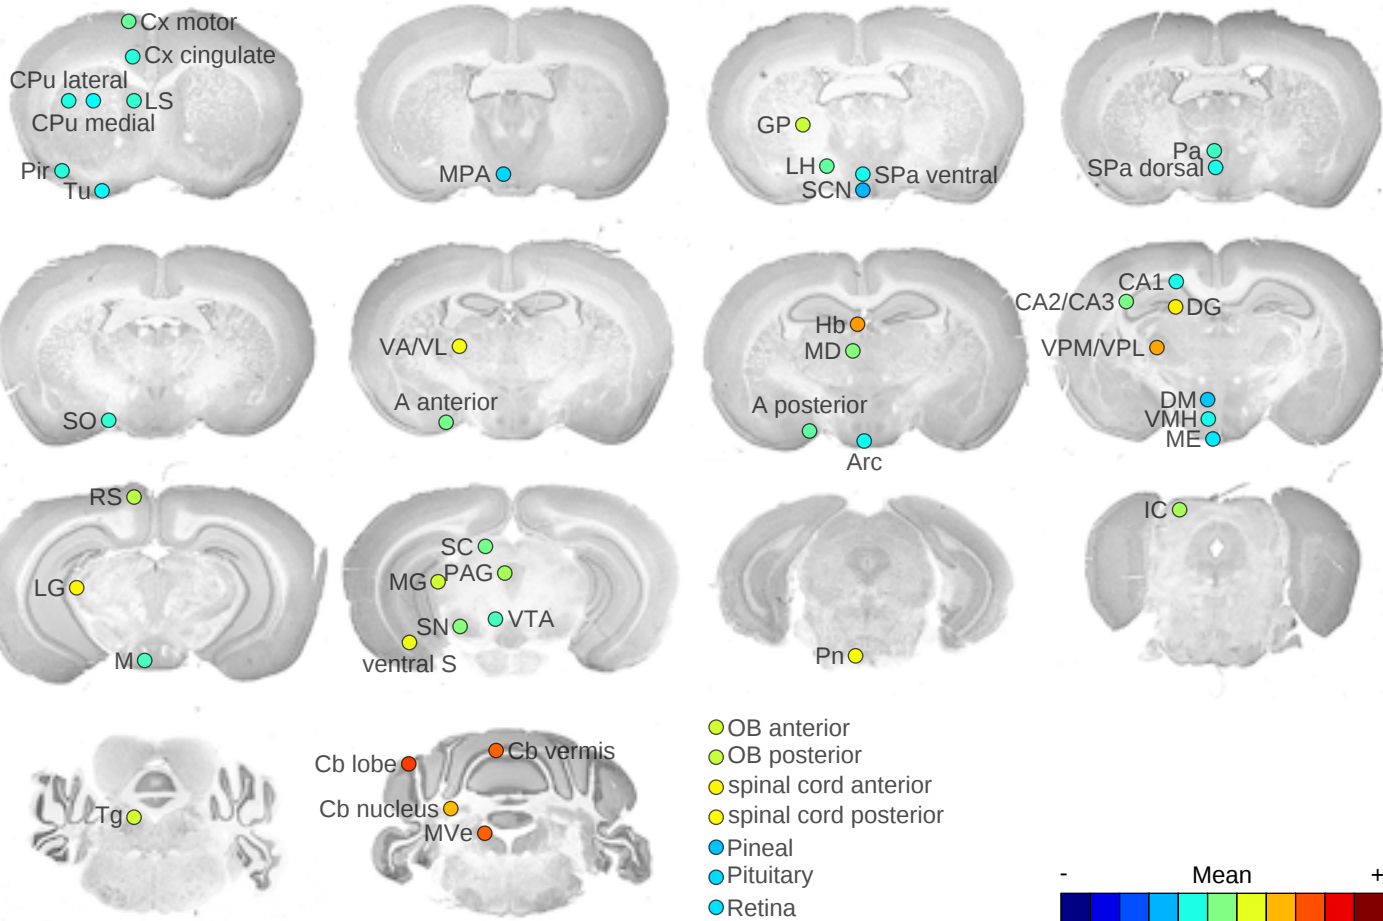 Cx motor
Cx cingulate
CPu lateral
LS
CPu medial
Pir
Tu
MPA
GP
LH
SPa ventral
SCN
Pa
SPa dorsal
SO
VA/VL
A anterior
Hb
MD
A posterior
Arc
CA1
CA2/CA3
DG
VPM/VPL
DM
VMH
ME
RS
LG
M
SC
PAG
MG
VTA
SN
ventral S
Pn
IC
Tg
Cb vermis
Cb lobe
Cb nucleus
MVe
OB anterior
OB posterior
spinal cord anterior
spinal cord posterior
Pineal
Pituitary
Retina
- Mean +